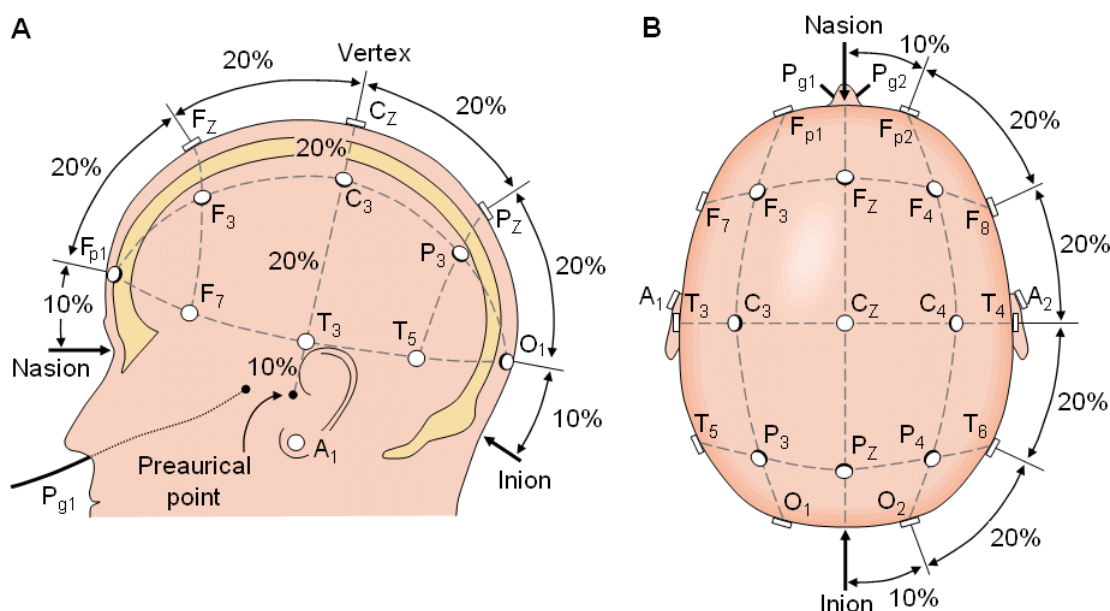 A
Vertex
20%
20%
FZ
CZ
20%
20%
F3
C3
PZ
Fp1
20%
P3
20%
10%
F7
T3
T5
O1
Nasion
10%
10%
A1
Preaurical
point
Inion
Pg1
B
Nasion
10%
Pg1
Pg2
Fp1
Fp2
20%
F7
F3
FZ
F4
F8
20%
A1
T3
C3
CZ
C4
T4
A2
20%
T5
P3
PZ
P4
T6
O1
O2
20%
Inion
10%